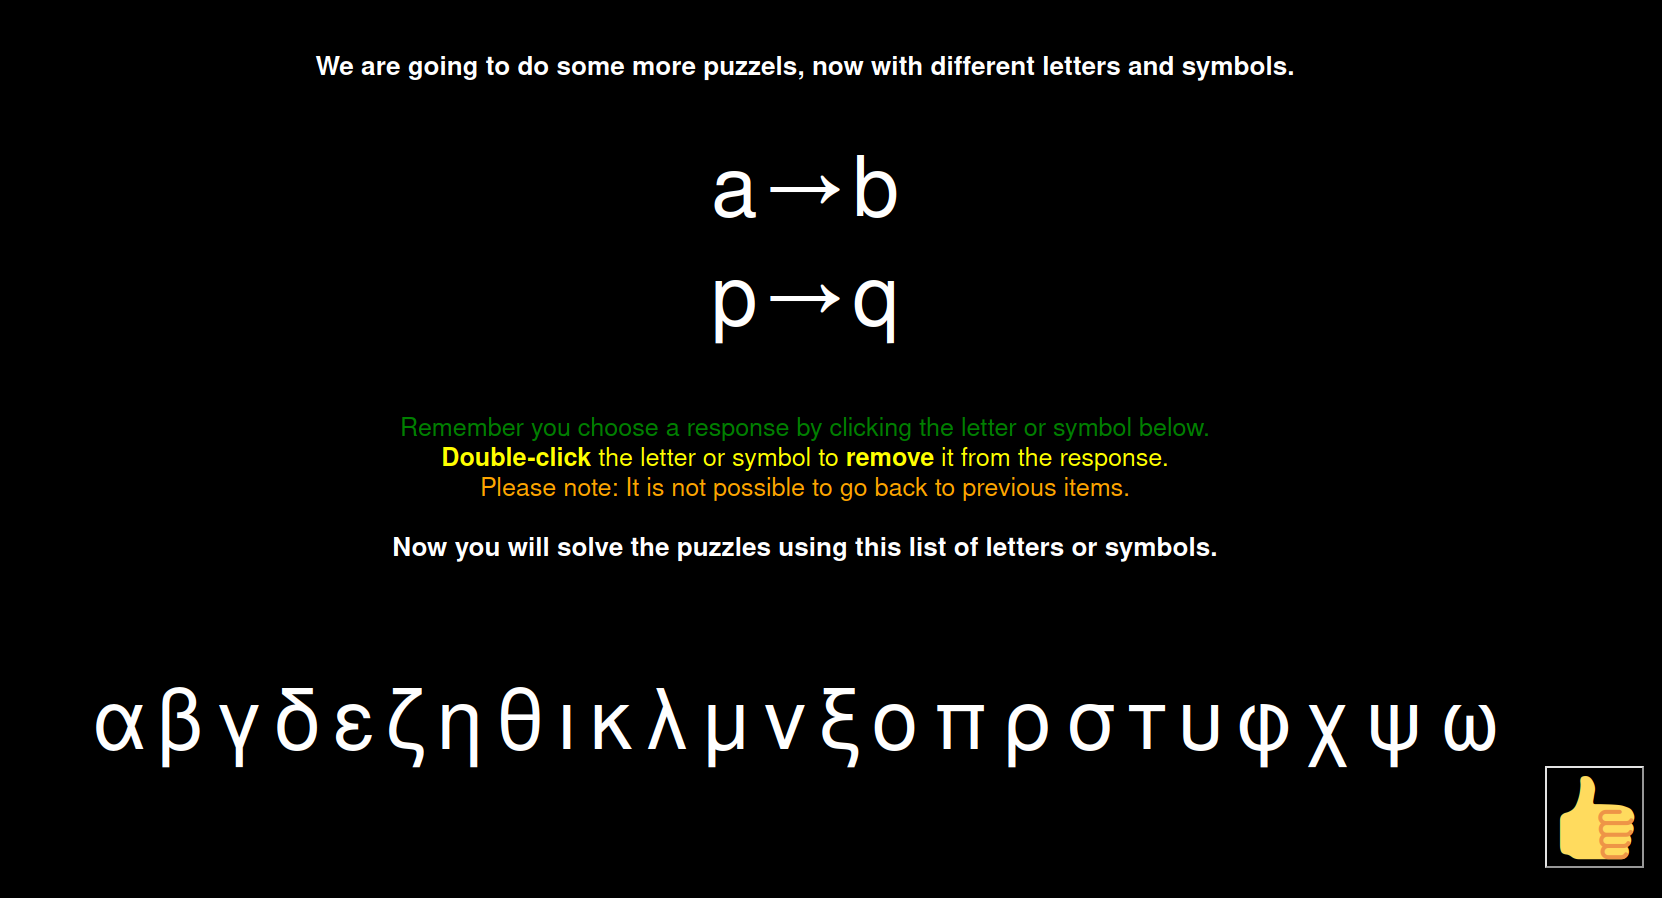 We are going to do some more puzzels, now with different letters and symbols.
a→b
p→q
Remember you choose a response by clicking the letter or symbol below.
Double-click the letter or symbol to remove it from the response.
Please note: It is not possible to go back to previous items.
Now you will solve the puzzles using this list of letters or symbols.
α β γ δ ε ζ η θ ι κ λ μ ν ξ ο π ρ σ τ υ φ χ ψ ω